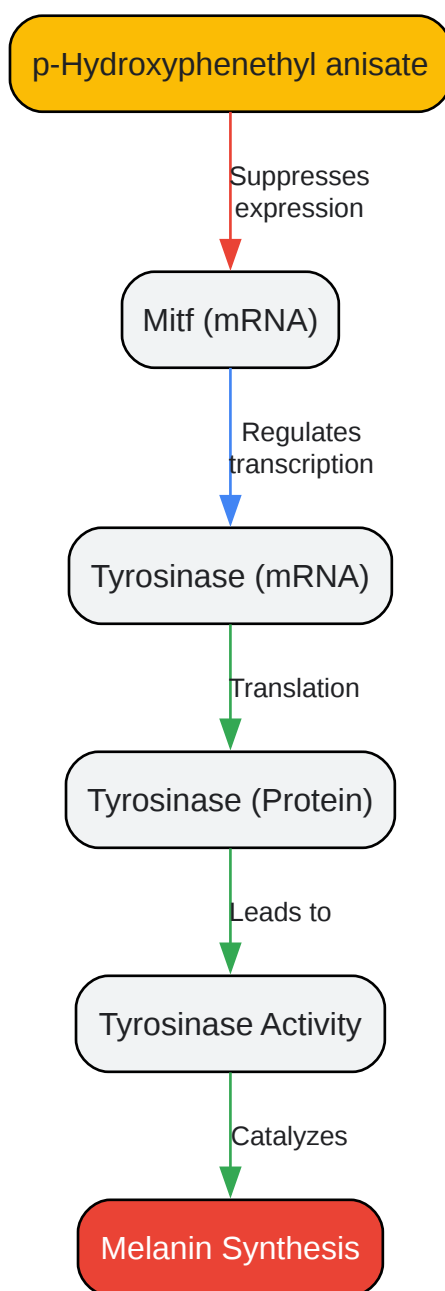 p-Hydroxyphenethyl anisate
Suppresses
expression
Mitf (mRNA)
Regulates
transcription
Tyrosinase (mRNA)
Translation
Tyrosinase (Protein)
Leads to
Tyrosinase Activity
Catalyzes
Melanin Synthesis